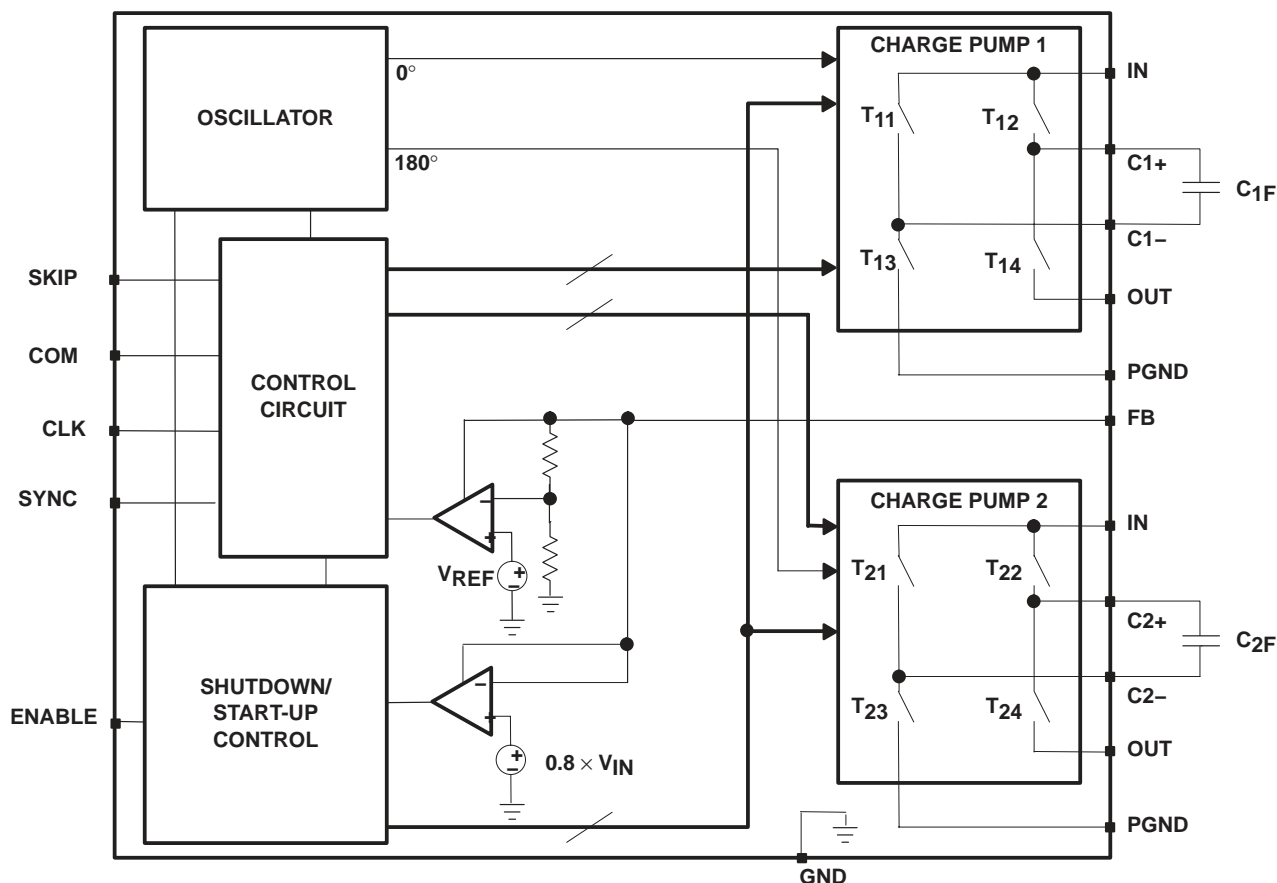 OSCILLATOR
0°
180°
CHARGE PUMP 1
T11
T12
T13
T14
IN
C1+
C1F
C1–
OUT
PGND
FB
SKIP
COM
CLK
SYNC
CONTROL
CIRCUIT
–
+
VREF
+
–
CHARGE PUMP 2
T21
T22
T23
T24
IN
C2+
C2F
C2–
OUT
PGND
ENABLE
SHUTDOWN/
START-UP
CONTROL
–
+
+
–
0.8 × VIN
GND